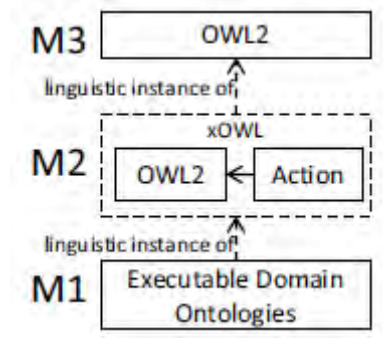 M3
OWL2
linguistic instance of
xOWL
M2
OWL2
Action
linguistic instance of
M1
Executable Domain
Ontologies